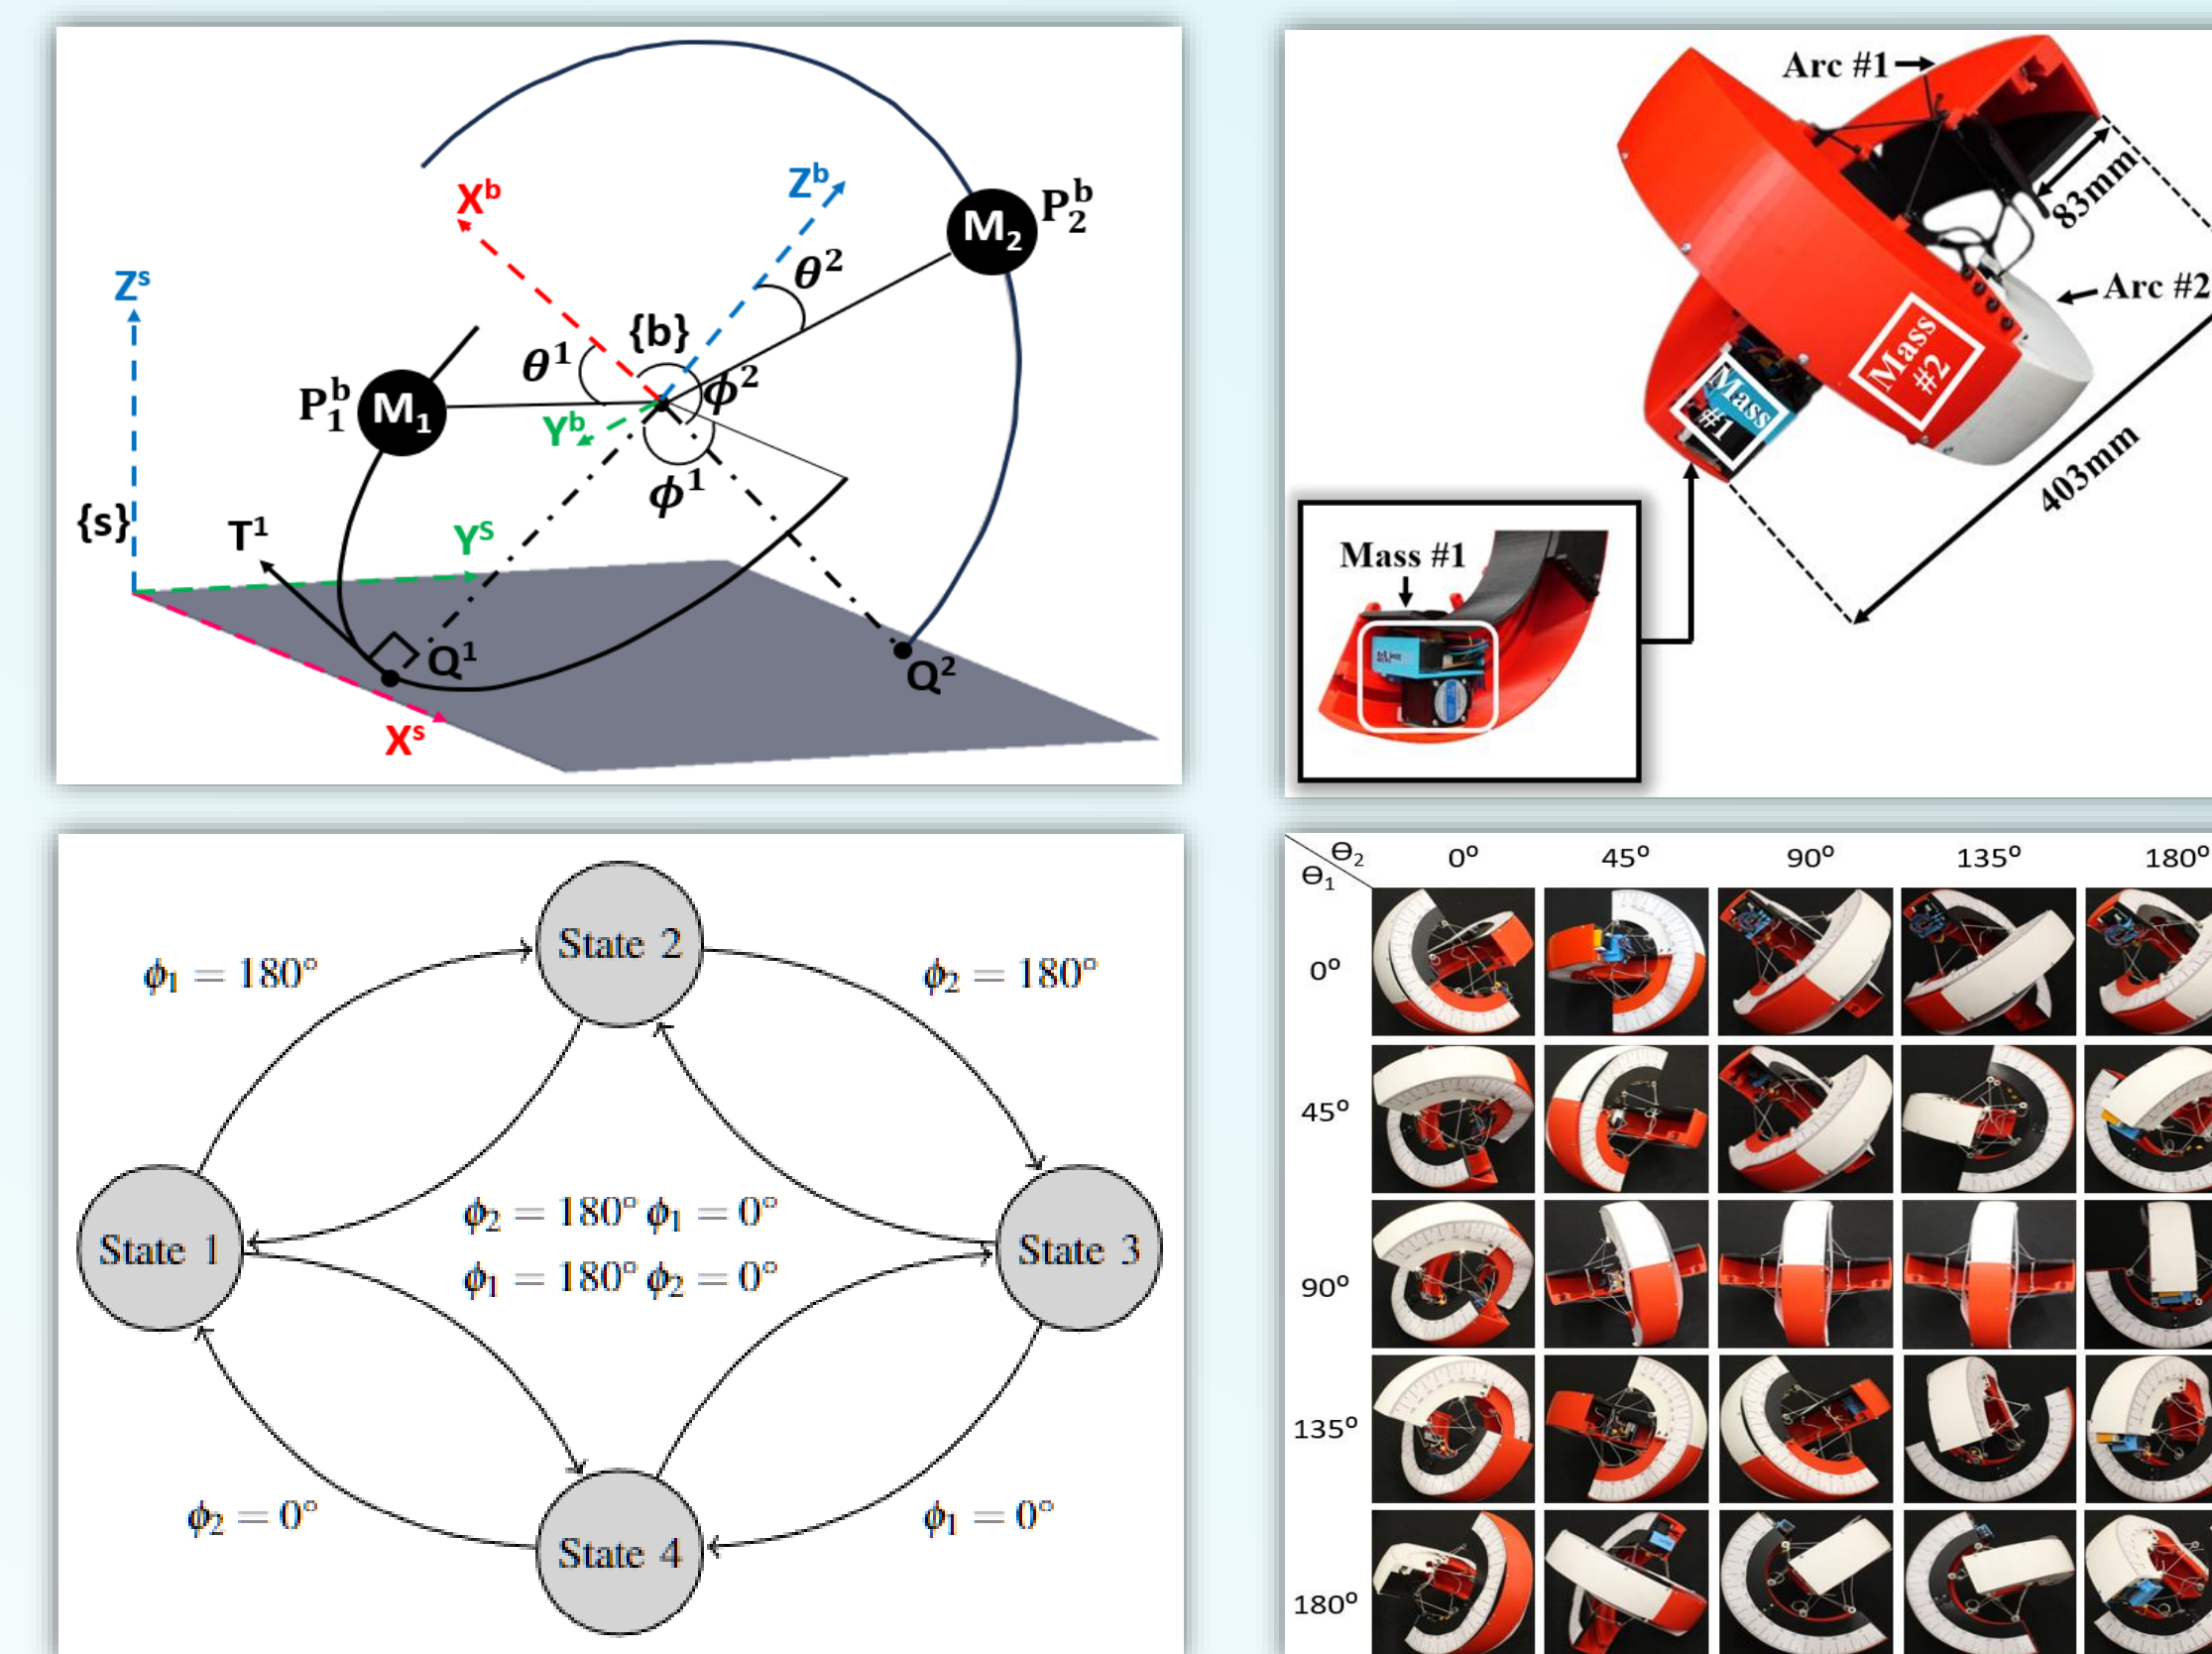 Z^s
{s}
Y^S
X^s
T^1
Q^1
Q^2
P_1^b
M_1
θ^1
X^b
Y^b
{b}
ϕ^1
ϕ^2
Z^b
θ^2
M_2
P_2^b
Arc #1
83mm
Arc #2
403mm
Mass
#2
Mass
#1
Mass #1
State 2
ϕ₁ = 180°
ϕ₂ = 180°
State 1
ϕ₂ = 180° ϕ₁ = 0°
ϕ₁ = 180° ϕ₂ = 0°
State 3
ϕ₂ = 0°
ϕ₁ = 0°
State 4
Θ₂ 0° 45° 90° 135° 180°
Θ₁
0°
45°
90°
135°
180°